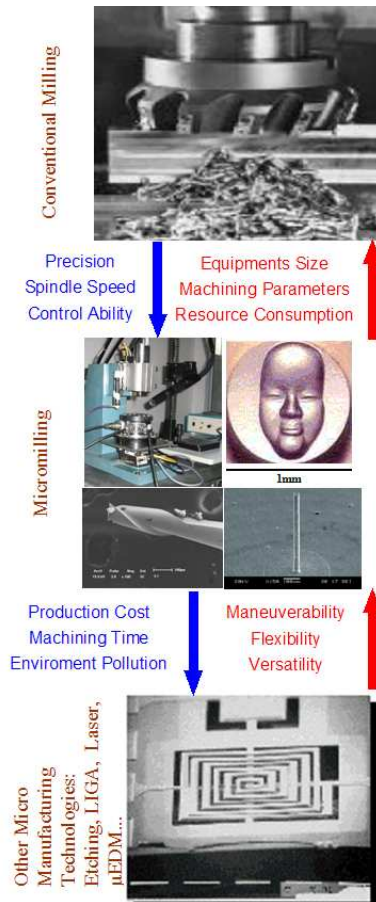 Conventional Milling
Precision
Spindle Speed
Control Ability
Equipments Size
Machining Parameters
Resource Consumption
Micromilling
1mm
Production Cost
Machining Time
Enviroment Pollution
Maneuverability
Flexibility
Versatility
Other Micro
Manufacturing
Technologies:
Etching, LIGA, Laser,
μEDM...